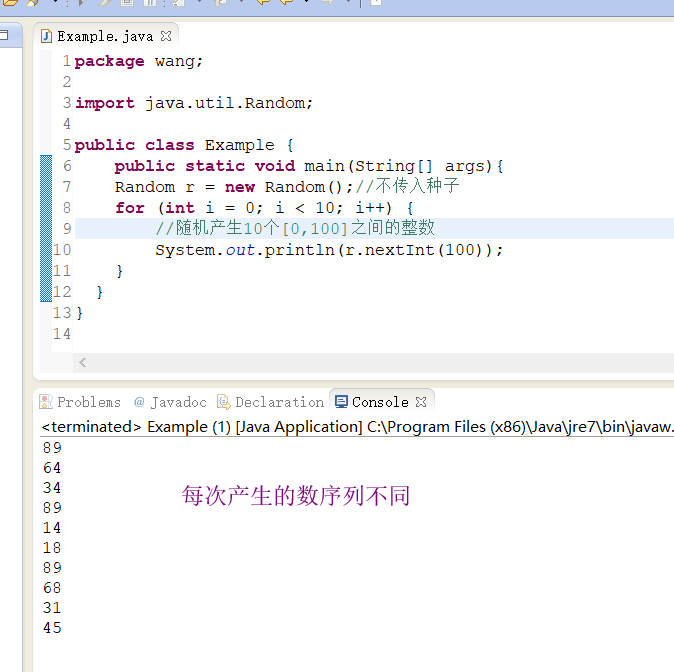 Example.java
1 package wang;
2
3 import java.util.Random;
4
5 public class Example {
6     public static void main(String[] args){
7     Random r = new Random();//不传入种子
8     for (int i = 0; i < 10; i++) {
9         //随机产生10个[0,100]之间的整数
10         System.out.println(r.nextInt(100));
11     }
12   }
13 }
14
Problems @ Javadoc Declaration Console
<terminated> Example (1) [Java Application] C:\Program Files (x86)\Java\jre7\bin\javaw.
89
64
34
每次产生的数序列不同
89
14
18
89
68
31
45